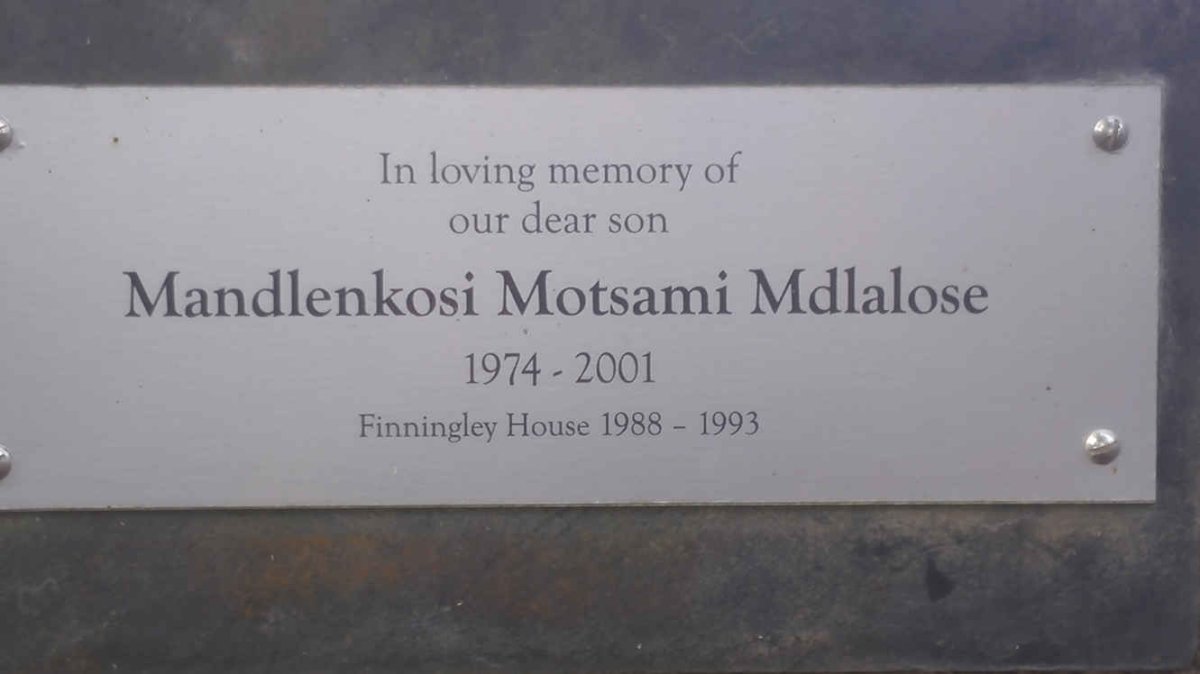 In loving memory of
our dear son
Mandlenkosi Motsami Mdlalose
1974 - 2001
Finningley House 1988 – 1993